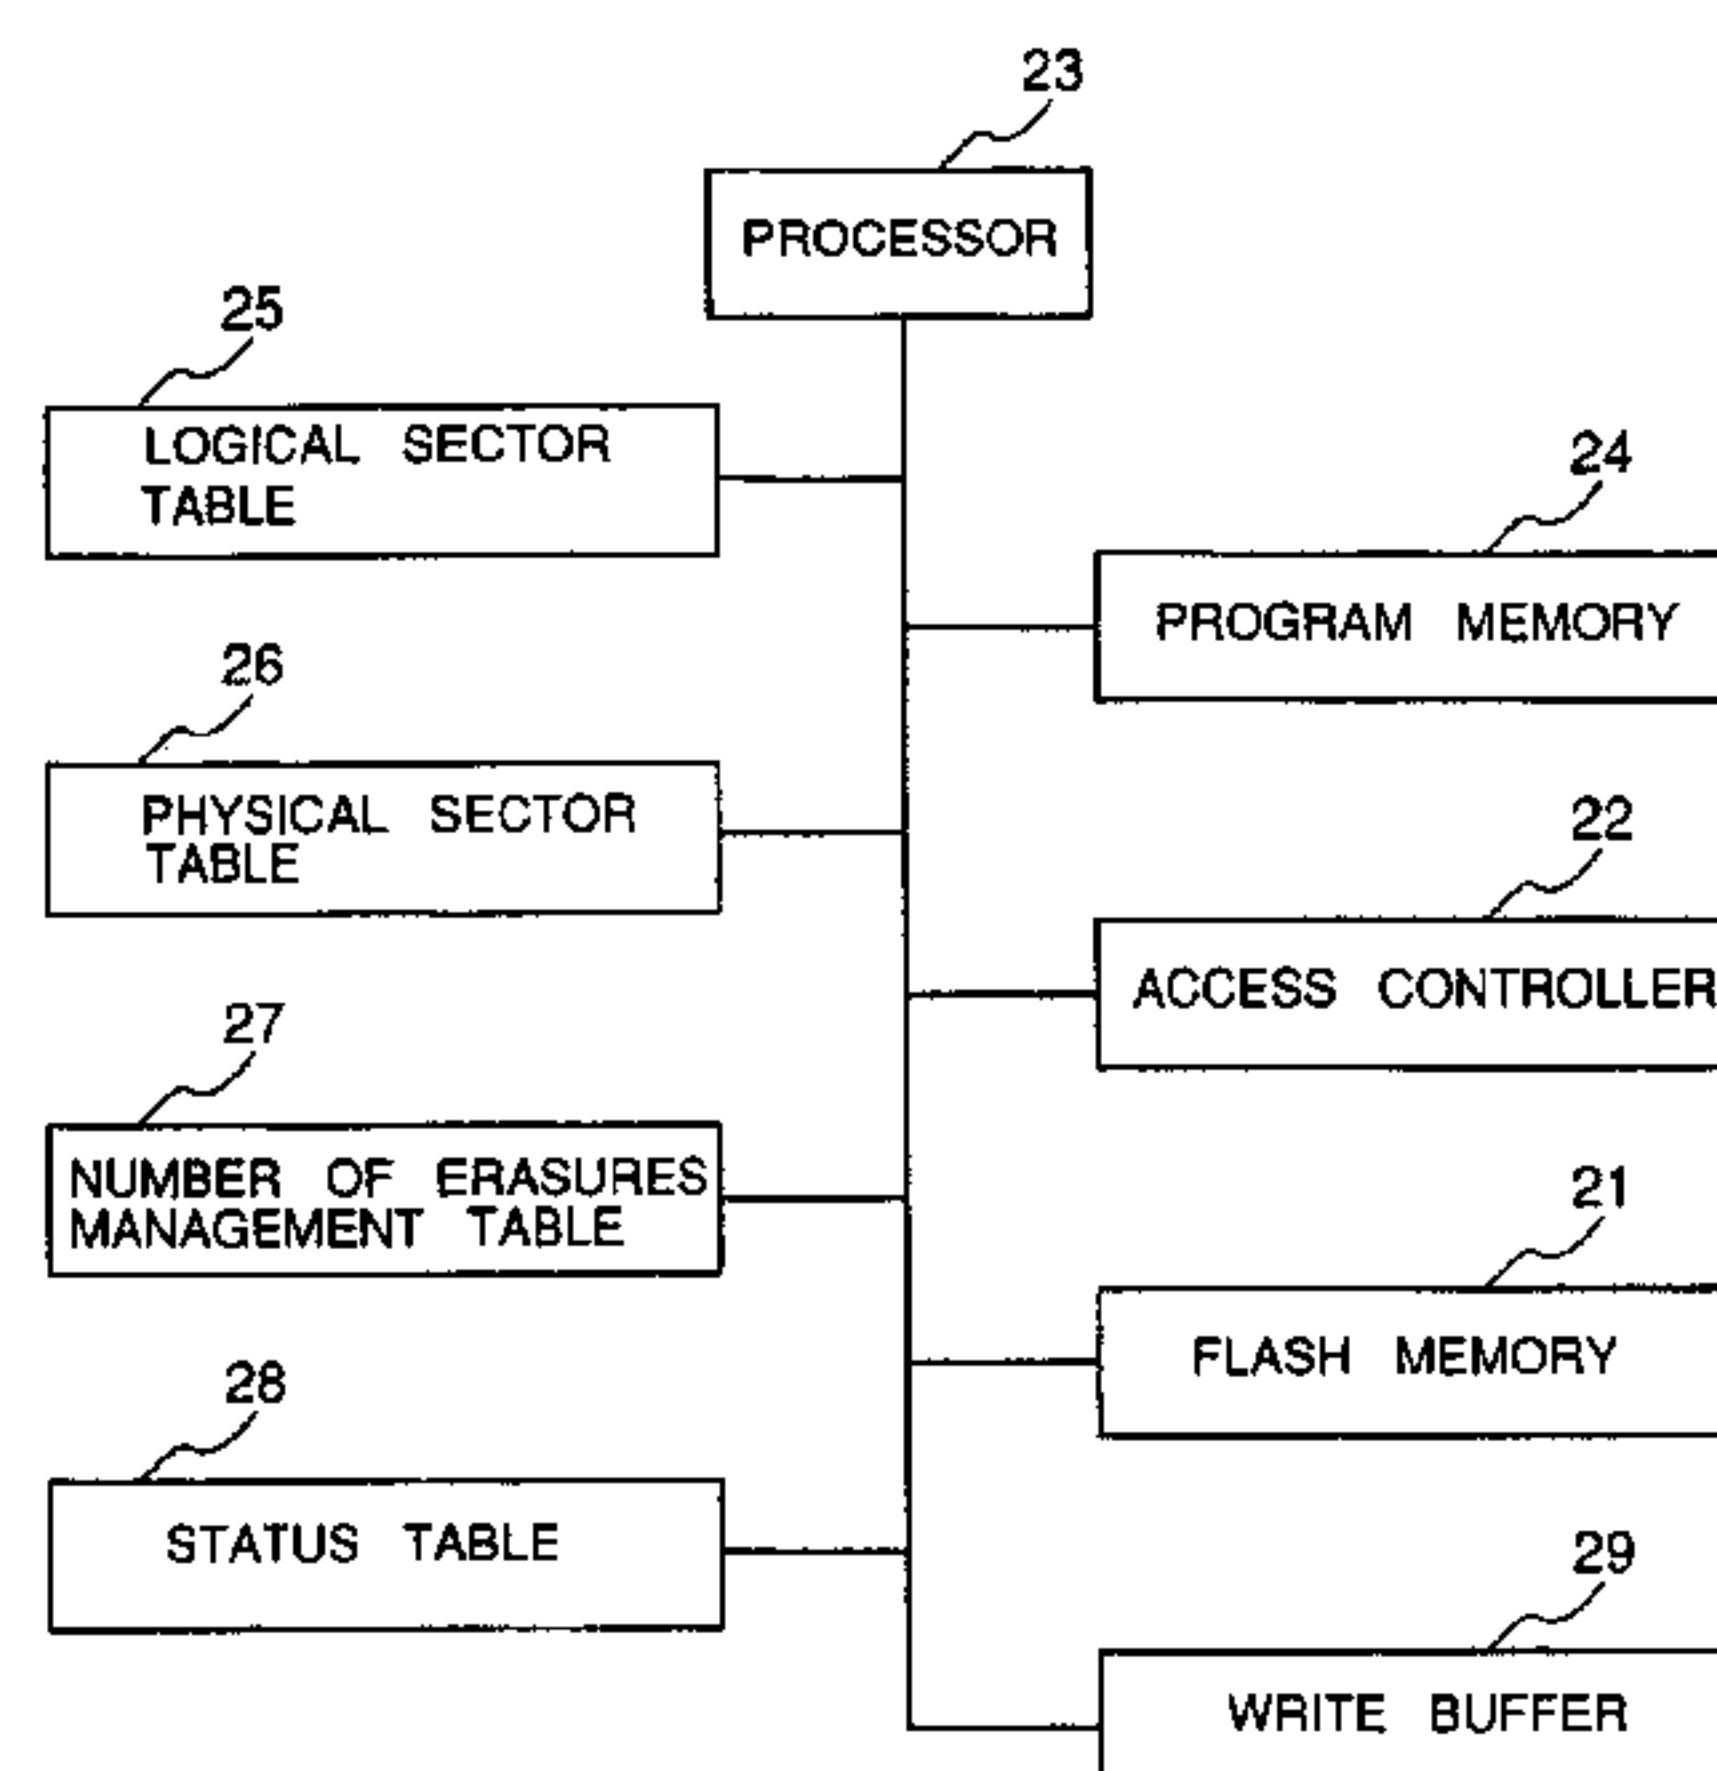 23
PROCESSOR
25
LOGICAL SECTOR
TABLE
24
PROGRAM MEMORY
26
PHYSICAL SECTOR
TABLE
22
ACCESS CONTROLLER
27
NUMBER OF ERASURES
MANAGEMENT TABLE
21
FLASH MEMORY
28
STATUS TABLE
29
WRITE BUFFER